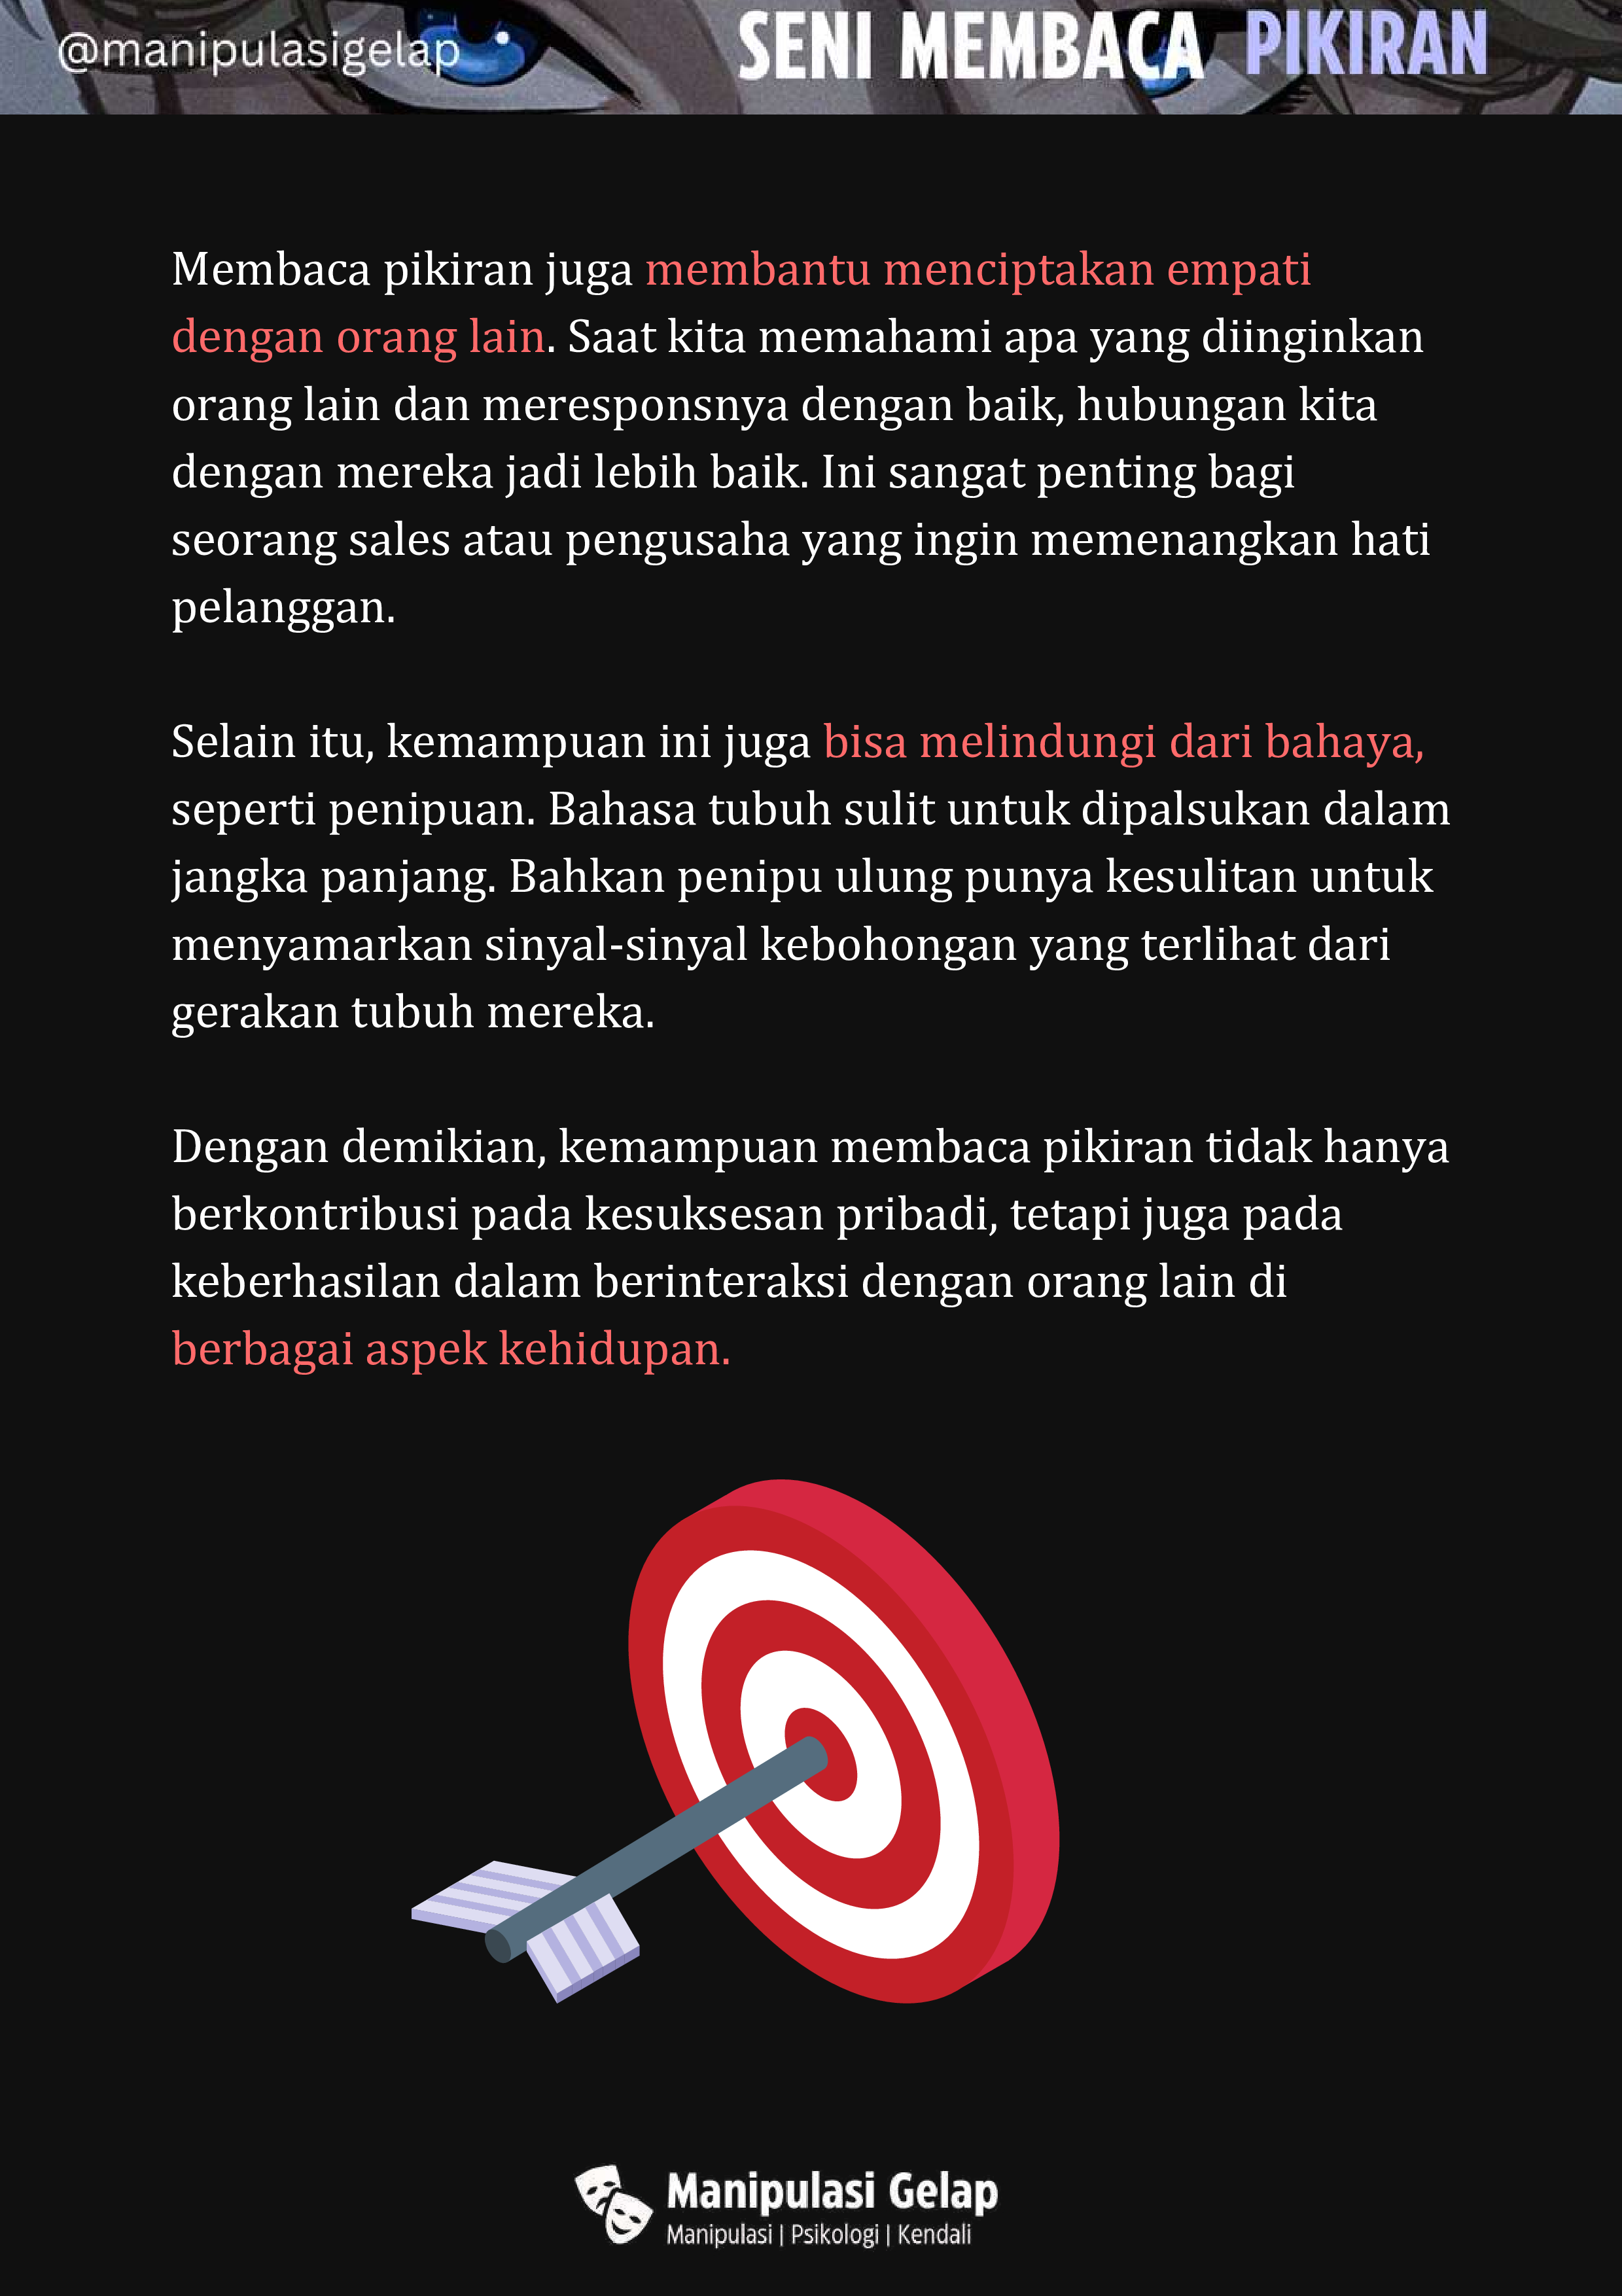 @manipulasigelap
SENI MEMBACA PIKIRAN
Membaca pikiran juga membantu menciptakan empati
dengan orang lain. Saat kita memahami apa yang diinginkan
orang lain dan meresponsnya dengan baik, hubungan kita
dengan mereka jadi lebih baik. Ini sangat penting bagi
seorang sales atau pengusaha yang ingin memenangkan hati
pelanggan.
Selain itu, kemampuan ini juga bisa melindungi dari bahaya,
seperti penipuan. Bahasa tubuh sulit untuk dipalsukan dalam
jangka panjang. Bahkan penipu ulung punya kesulitan untuk
menyamarkan sinyal-sinyal kebohongan yang terlihat dari
gerakan tubuh mereka.
Dengan demikian, kemampuan membaca pikiran tidak hanya
berkontribusi pada kesuksesan pribadi, tetapi juga pada
keberhasilan dalam berinteraksi dengan orang lain di
berbagai aspek kehidupan.
Manipulasi Gelap
Manipulasi | Psikologi | Kendali